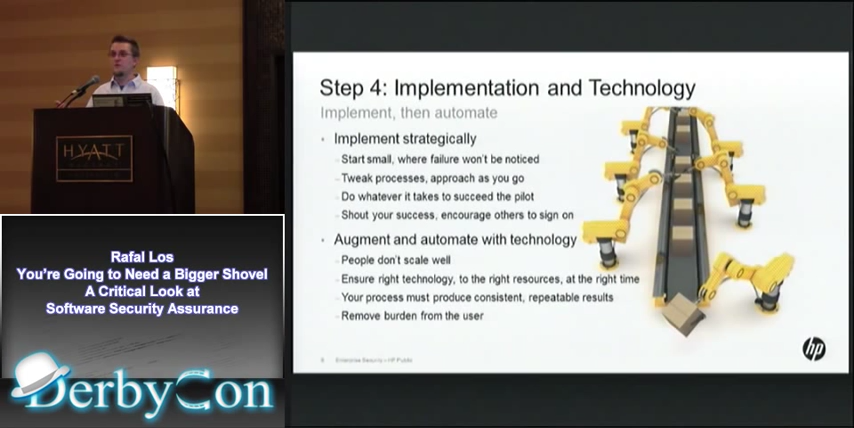 HYATT
Rafal Los
You're Going to Need a Bigger Shovel
A Critical Look at
Software Security Assurance
DerbyCon
Step 4: Implementation and Technology
Implement, then automate
Implement strategically
Start small, where failure won't be noticed
Tweak processes, approach as you go
Do whatever it takes to succeed the pilot
Shout your success, encourage others to sign on
Augment and automate with technology
People don't scale well
Ensure right technology, to the right resources, at the right time
Your process must produce consistent, repeatable results
Remove burden from the user
Enterprise Security – HP Public
hp